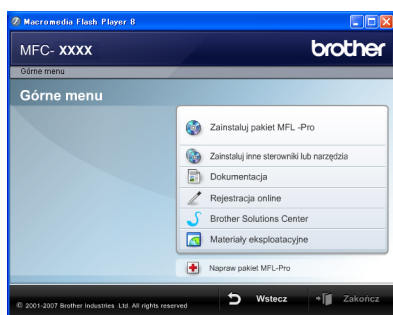 Macromedia Flash Player 8
MFC- XXXX
brother
Górne menu
Górne menu
Zainstaluj pakiet MFL -Pro
Zainstaluj inne sterowniki lub narzędzia
Dokumentacja
Rejestracja online
Brother Solutions Center
Materiały eksploatacyjne
Napraw pakiet MFL-Pro
© 2001-2007 Brother Industries Ltd. All rights reserved
Wstecz
Zakończ